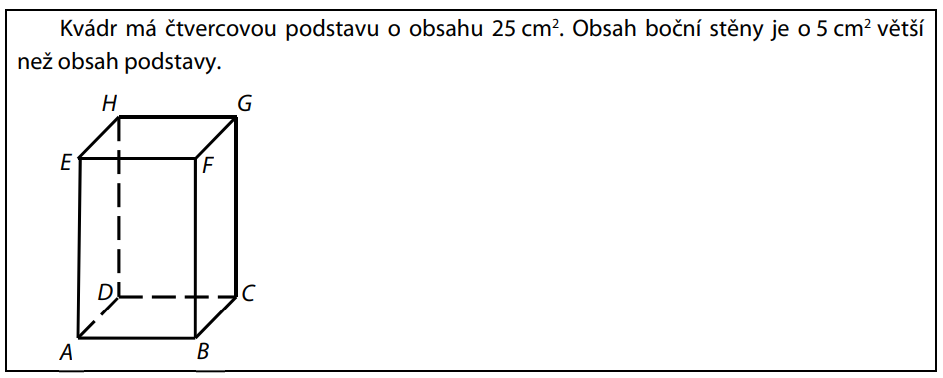 Kvádr má čtvercovou podstavu o obsahu 25 cm². Obsah boční stěny je o 5 cm² větší
než obsah podstavy.
H G
E F
D C
A B